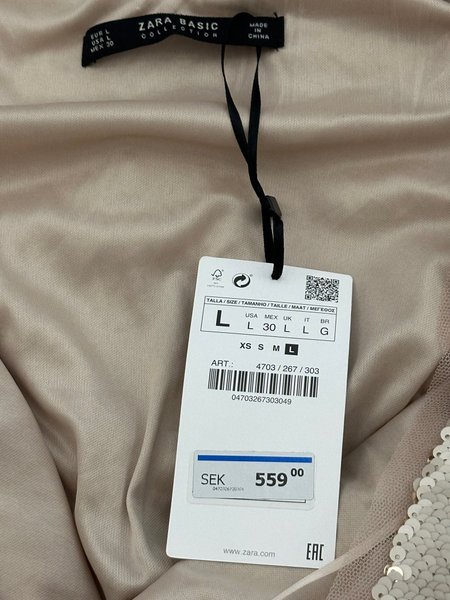 ZARA BASIC
COLLECTION
EUR L
USA L
MEX 30
MADE
IN
CHINA
FSC
TALLA / SIZE / TAMANHO / TAILLE / MAAT / ΜΕΓΕΘΟΣ
L
USA MEX UK IT BR
L 30 L L G
XS S M L
ART.: 4703 / 267 / 303
04703267303049
SEK 559 00
www.zara.com
EAC